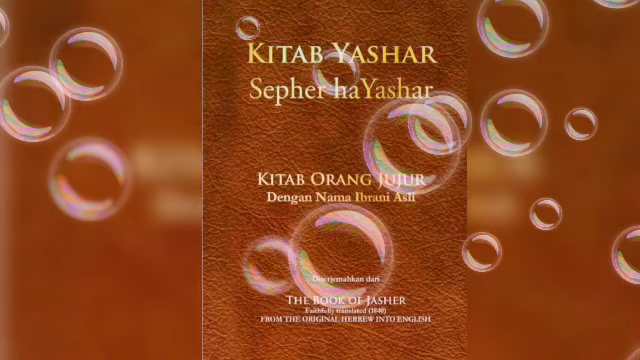 KITAB YASHAR
Sepher haYashar
KITAB ORANG JUJUR
Dengan Nama Ibrani Asli
Diterjemahkan dari
THE BOOK OF JASHER
Faithfully translated (1840)
FROM THE ORIGINAL HEBREW INTO ENGLISH